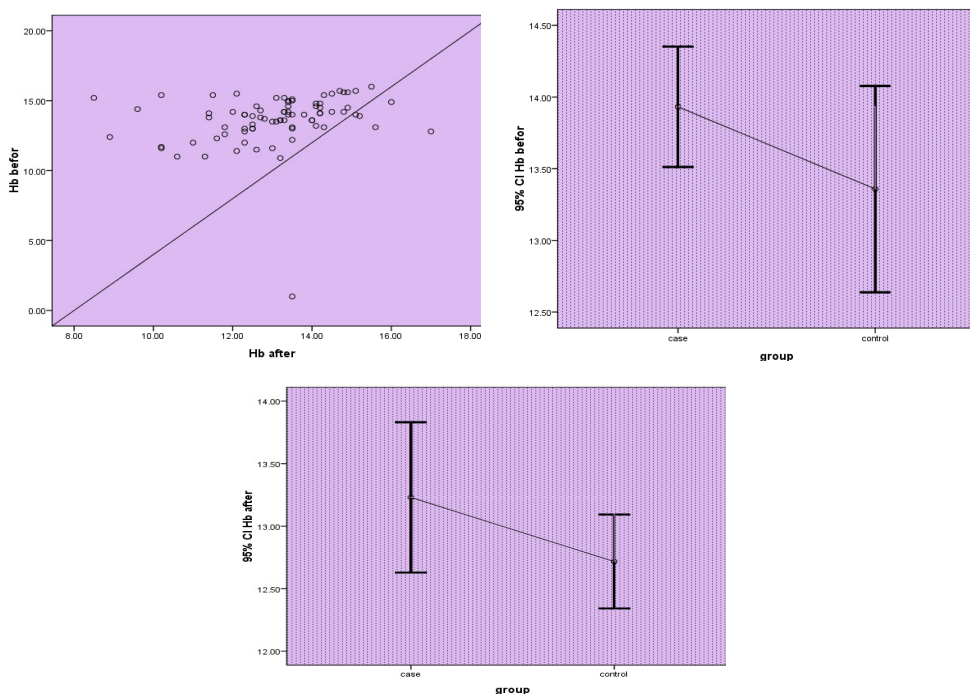 20.00
15.00
10.00
5.00
0.00
Hb befor
8.00 10.00 12.00 14.00 16.00 18.00
Hb after
14.50
14.00
13.50
13.00
12.50
95% CI Hb befor
case control
group
14.00
13.50
13.00
12.50
12.00
95% CI Hb after
case control
group